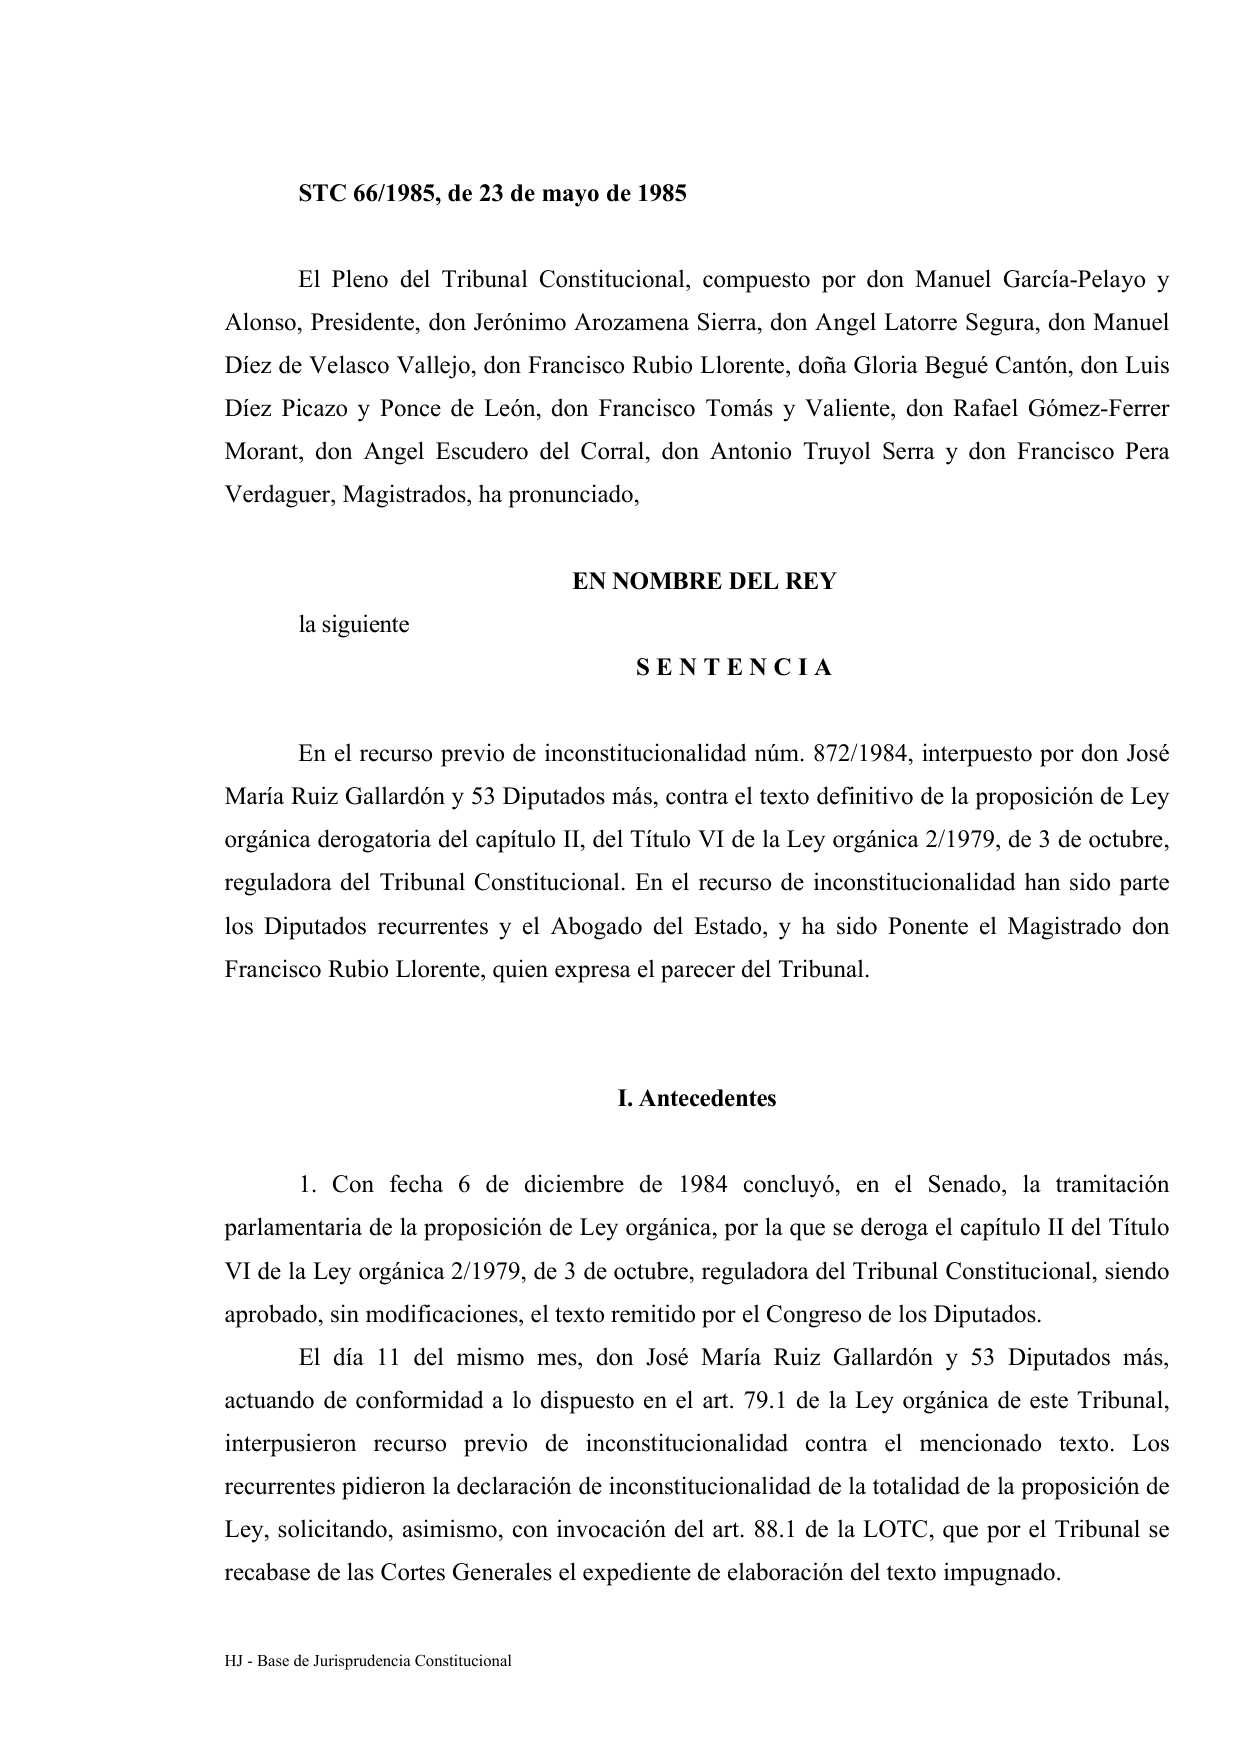 STC 66/1985, de 23 de mayo de 1985
El Pleno del Tribunal Constitucional, compuesto por don Manuel García-Pelayo y
Alonso, Presidente, don Jerónimo Arozamena Sierra, don Angel Latorre Segura, don Manuel
Díez de Velasco Vallejo, don Francisco Rubio Llorente, doña Gloria Begué Cantón, don Luis
Díez Picazo y Ponce de León, don Francisco Tomás y Valiente, don Rafael Gómez-Ferrer
Morant, don Angel Escudero del Corral, don Antonio Truyol Serra y don Francisco Pera
Verdaguer, Magistrados, ha pronunciado,
EN NOMBRE DEL REY
la siguiente
S E N T E N C I A
En el recurso previo de inconstitucionalidad núm. 872/1984, interpuesto por don José
María Ruiz Gallardón y 53 Diputados más, contra el texto definitivo de la proposición de Ley
orgánica derogatoria del capítulo II, del Título VI de la Ley orgánica 2/1979, de 3 de octubre,
reguladora del Tribunal Constitucional. En el recurso de inconstitucionalidad han sido parte
los Diputados recurrentes y el Abogado del Estado, y ha sido Ponente el Magistrado don
Francisco Rubio Llorente, quien expresa el parecer del Tribunal.
I. Antecedentes
1. Con fecha 6 de diciembre de 1984 concluyó, en el Senado, la tramitación
parlamentaria de la proposición de Ley orgánica, por la que se deroga el capítulo II del Título
VI de la Ley orgánica 2/1979, de 3 de octubre, reguladora del Tribunal Constitucional, siendo
aprobado, sin modificaciones, el texto remitido por el Congreso de los Diputados.
El día 11 del mismo mes, don José María Ruiz Gallardón y 53 Diputados más,
actuando de conformidad a lo dispuesto en el art. 79.1 de la Ley orgánica de este Tribunal,
interpusieron recurso previo de inconstitucionalidad contra el mencionado texto. Los
recurrentes pidieron la declaración de inconstitucionalidad de la totalidad de la proposición de
Ley, solicitando, asimismo, con invocación del art. 88.1 de la LOTC, que por el Tribunal se
recabase de las Cortes Generales el expediente de elaboración del texto impugnado.
HJ - Base de Jurisprudencia Constitucional